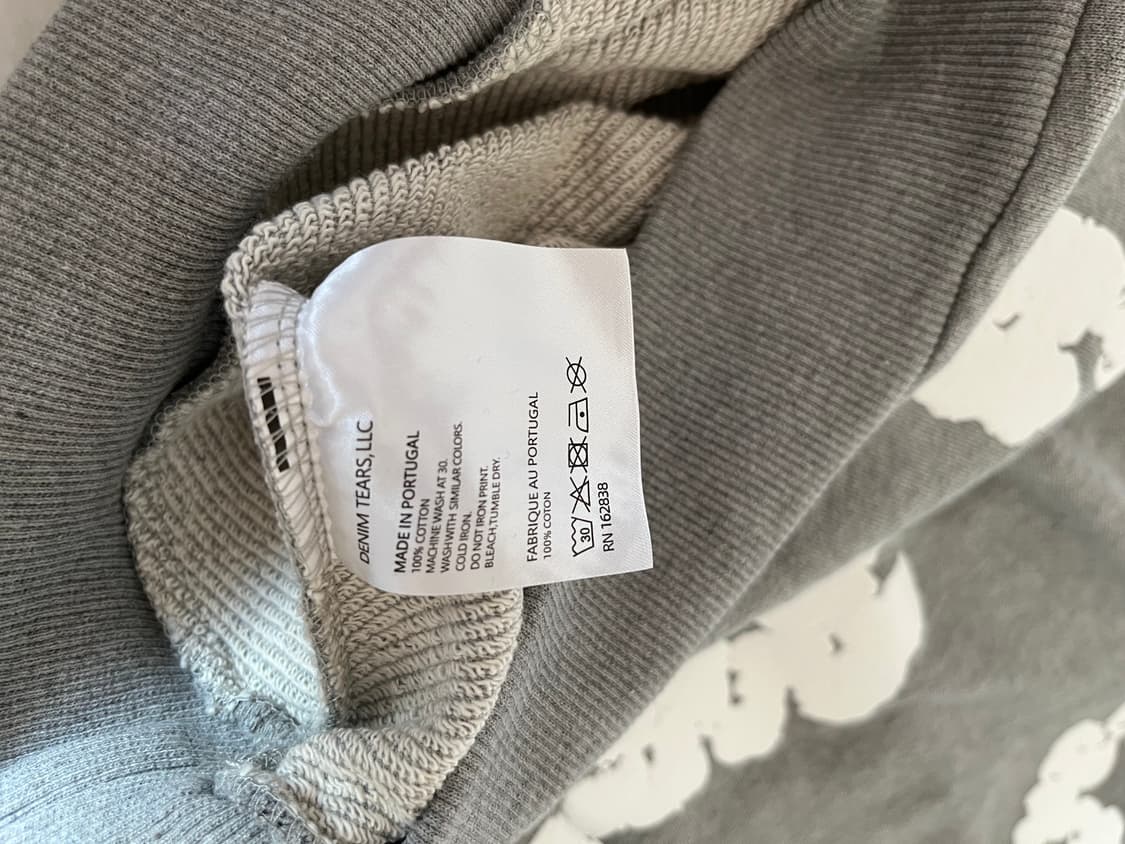 DENIM TEARS, LLC
MADE IN PORTUGAL
100% COTTON
MACHINE WASH AT 30.
WASH WITH SIMILAR COLORS.
COLD IRON.
DO NOT IRON PRINT.
BLEACH,TUMBLE DRY.
FABRIQUE AU PORTUGAL
100% COTON
30
RN 162838